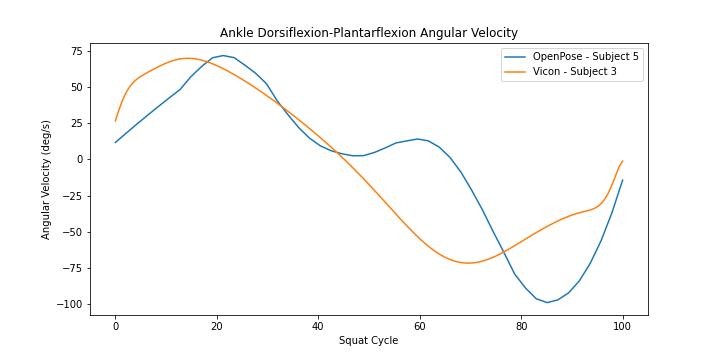 Ankle Dorsiflexion-Plantarflexion Angular Velocity
OpenPose - Subject 5
Vicon - Subject 3
75
50
25
0
−25
−50
−75
−100
Angular Velocity (deg/s)
0 20 40 60 80 100
Squat Cycle